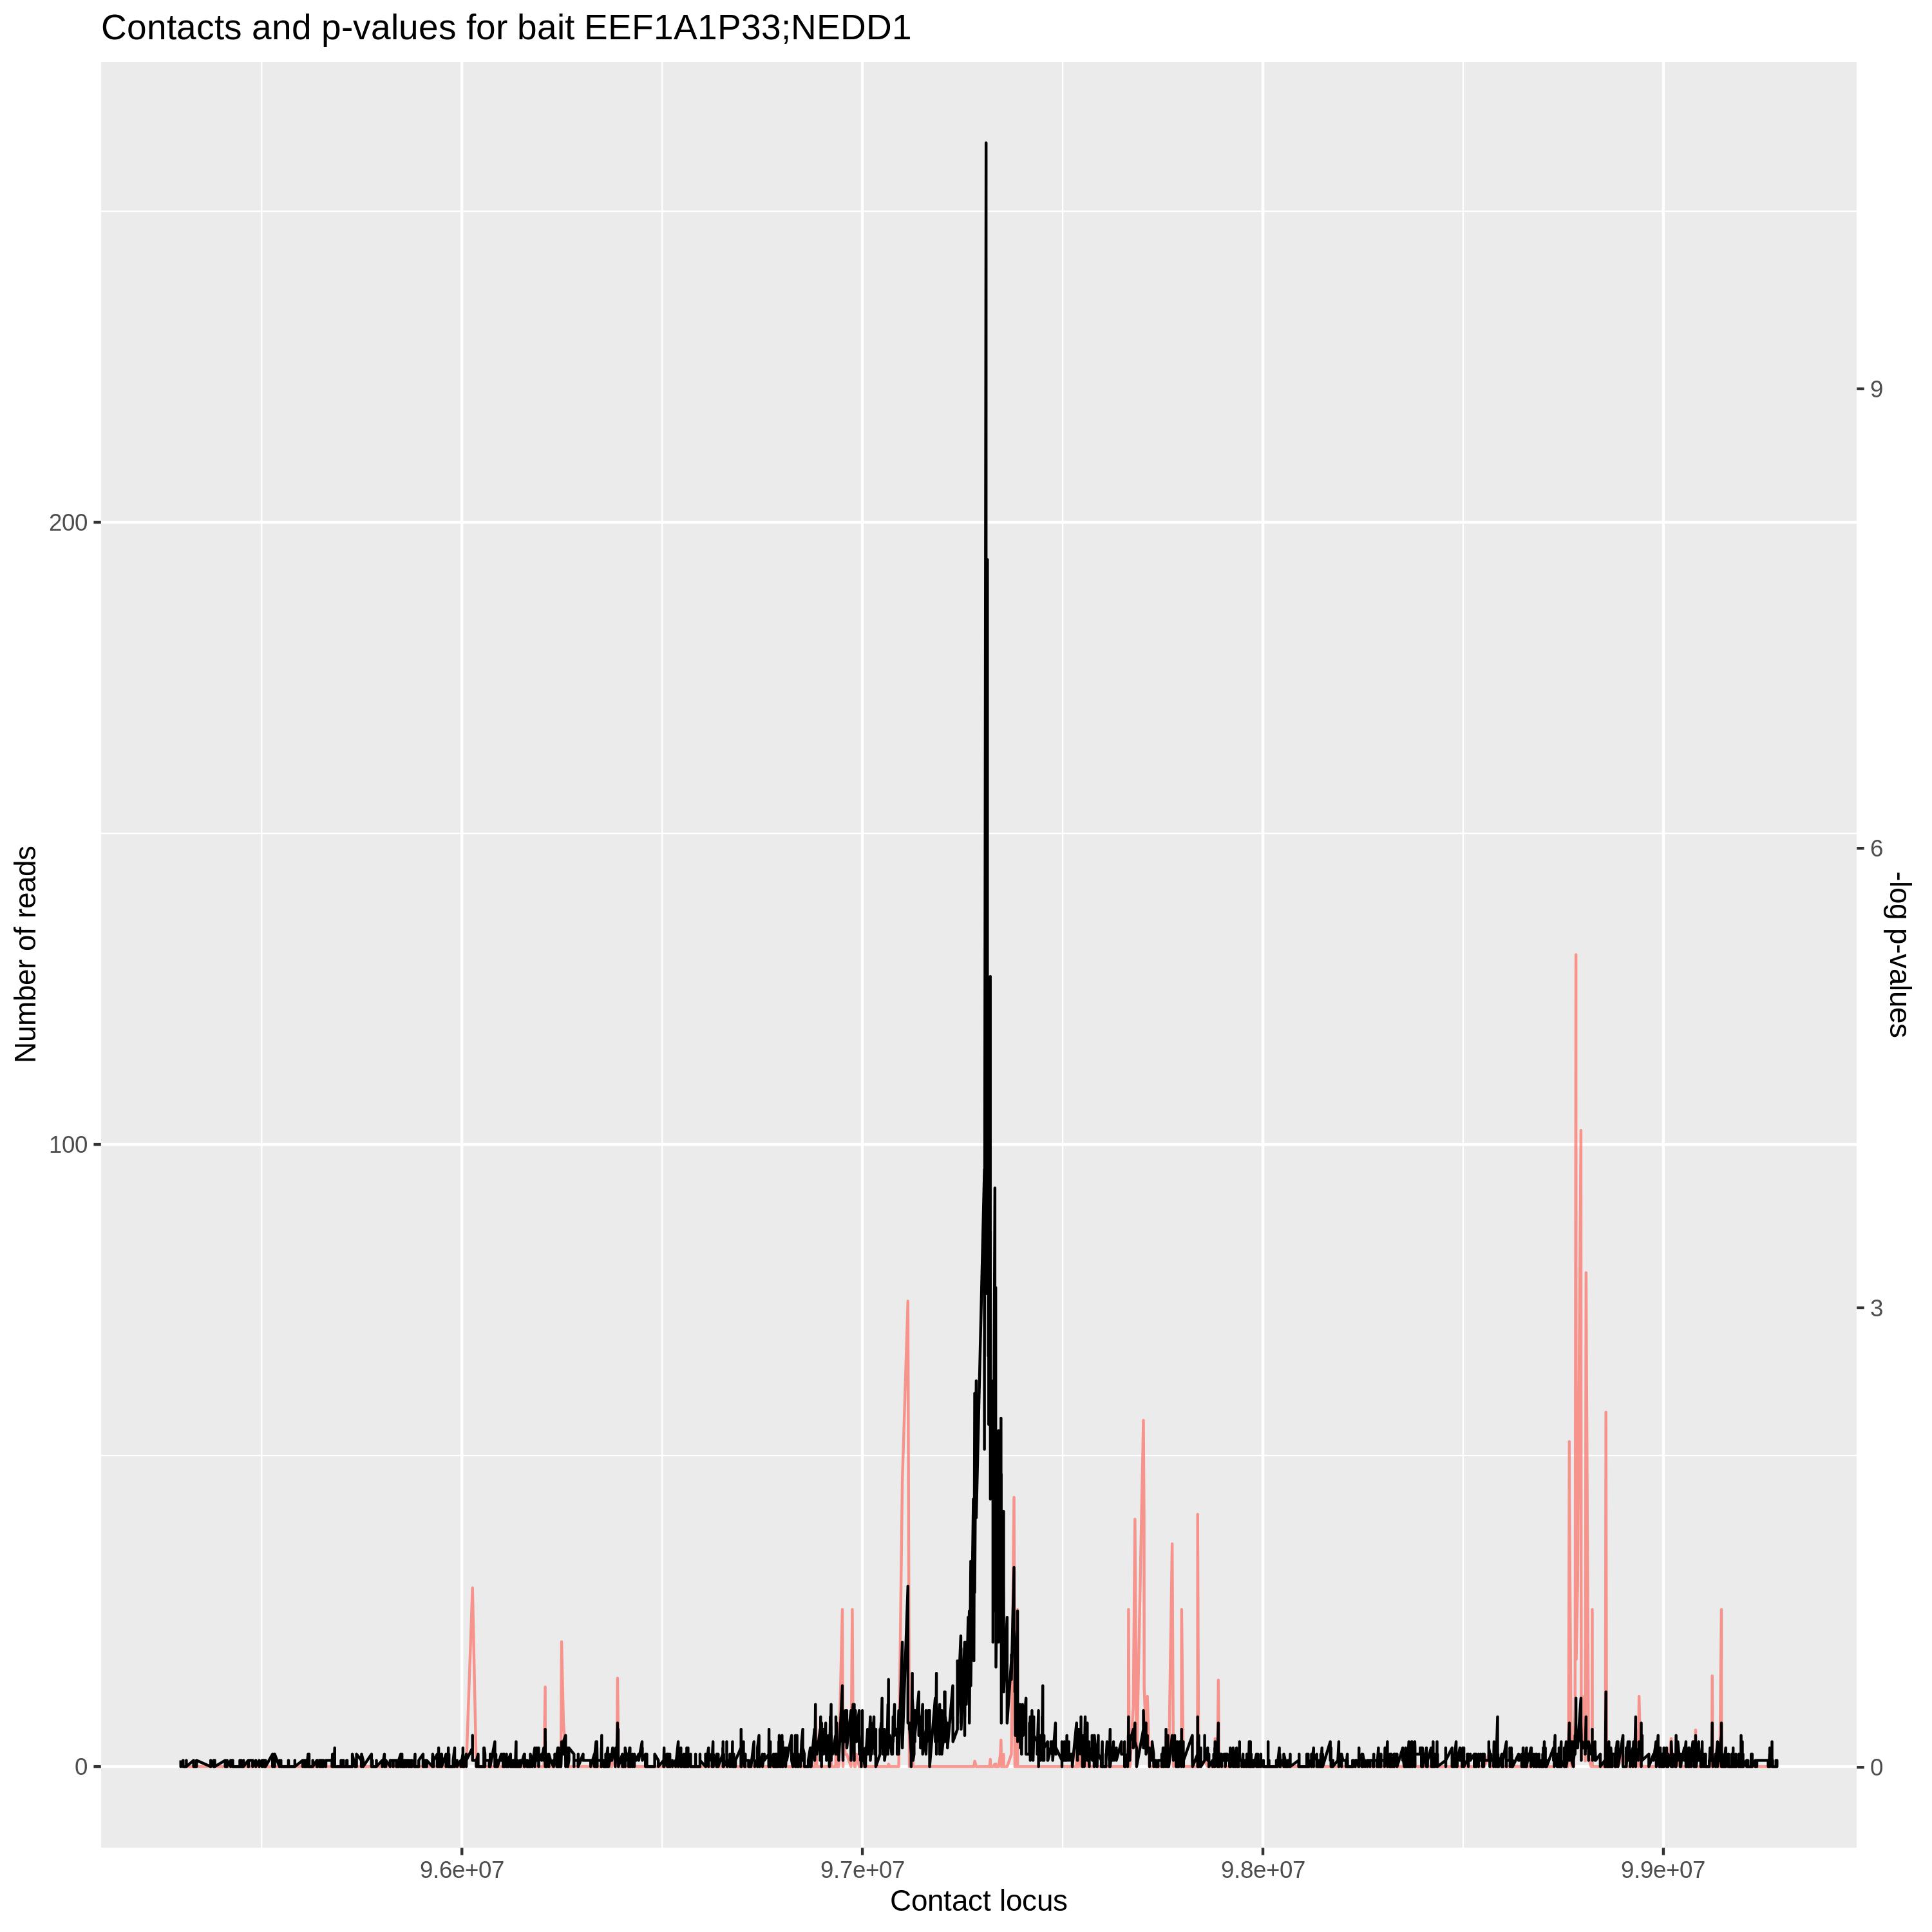 Contacts and p-values for bait EEF1A1P33;NEDD1
Number of reads
200
100
0
9
6
3
0
-log p-values
9.6e+07
9.7e+07
9.8e+07
9.9e+07
Contact locus